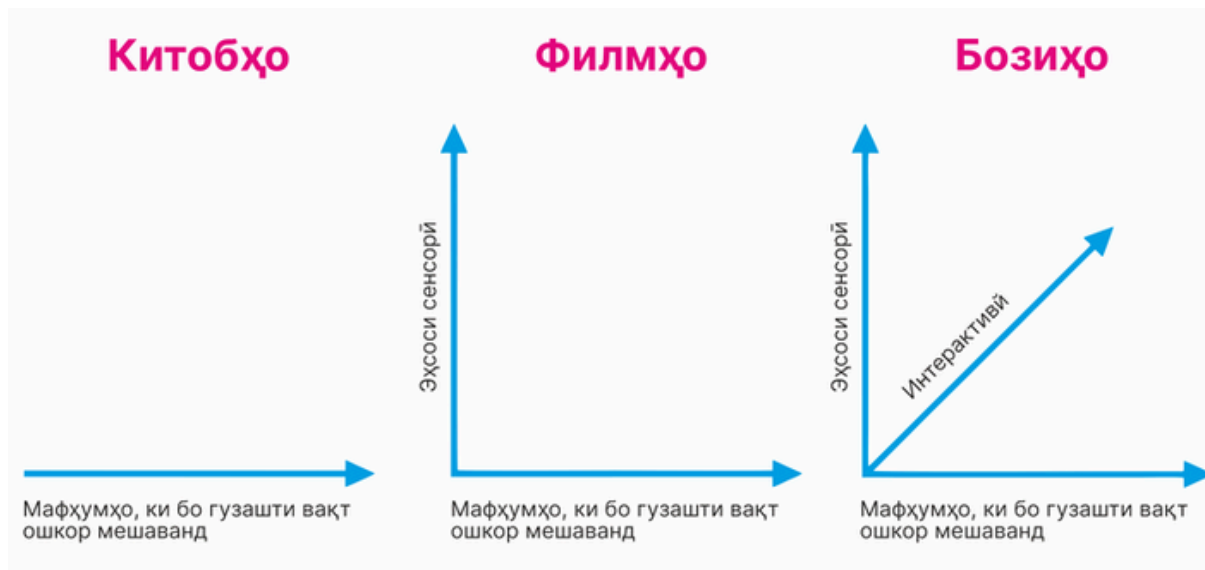 Китобҳо
Филмҳо
Бозиҳо
Эҳсоси сенсорӣ
Эҳсоси сенсорӣ
Интерактивӣ
Мафҳумҳо, ки бо гузашти вақт
ошкор мешаванд
Мафҳумҳо, ки бо гузашти вақт
ошкор мешаванд
Мафҳумҳо, ки бо гузашти вақт
ошкор мешаванд